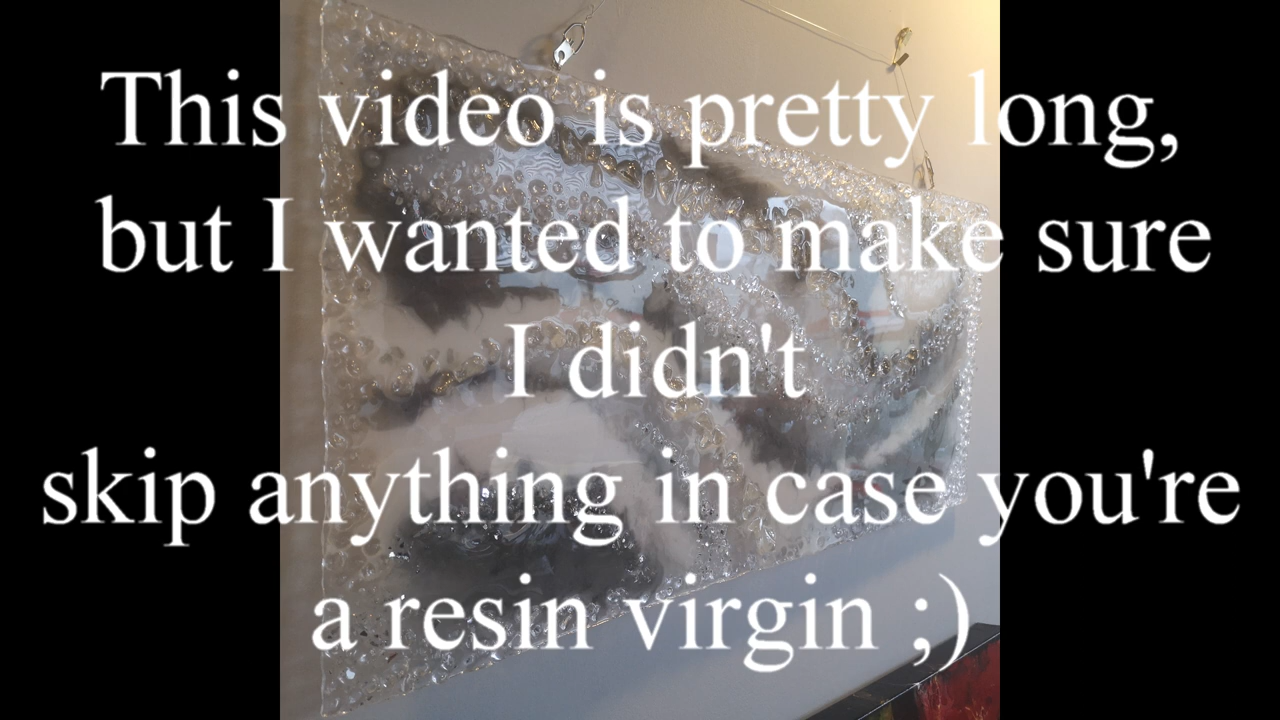 This video is pretty long,
but I wanted to make sure
I didn't
skip anything in case you're
a resin virgin ;)